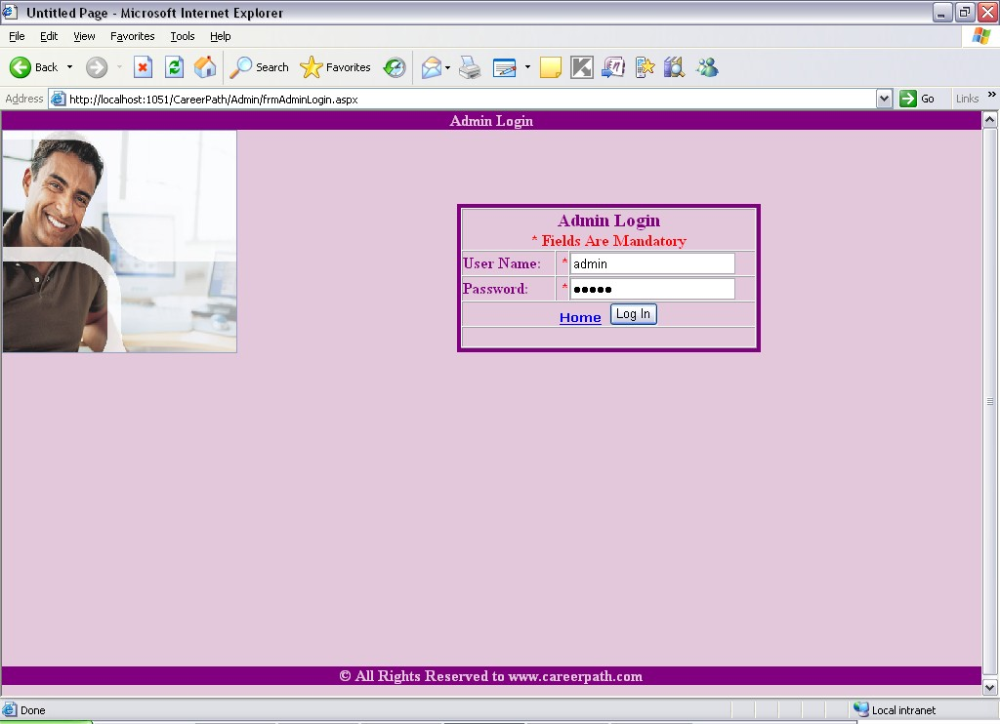 Untitled Page - Microsoft Internet Explorer
File Edit View Favorites Tools Help
Back Search Favorites
Address http://localhost:1051/CareerPath/Admin/frmAdminLogin.aspx Go Links »
Admin Login
Admin Login
* Fields Are Mandatory
User Name: * admin
Password: * ●●●●●
Home Log In
© All Rights Reserved to www.careerpath.com
Done Local intranet